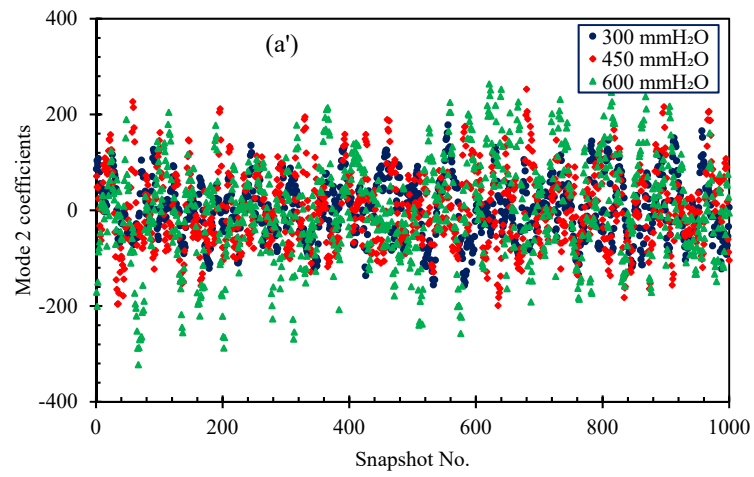 400
(a')
300 mmH₂O
450 mmH₂O
600 mmH₂O
200
Mode 2 coefficients
0
-200
-400
0 200 400 600 800 1000
Snapshot No.